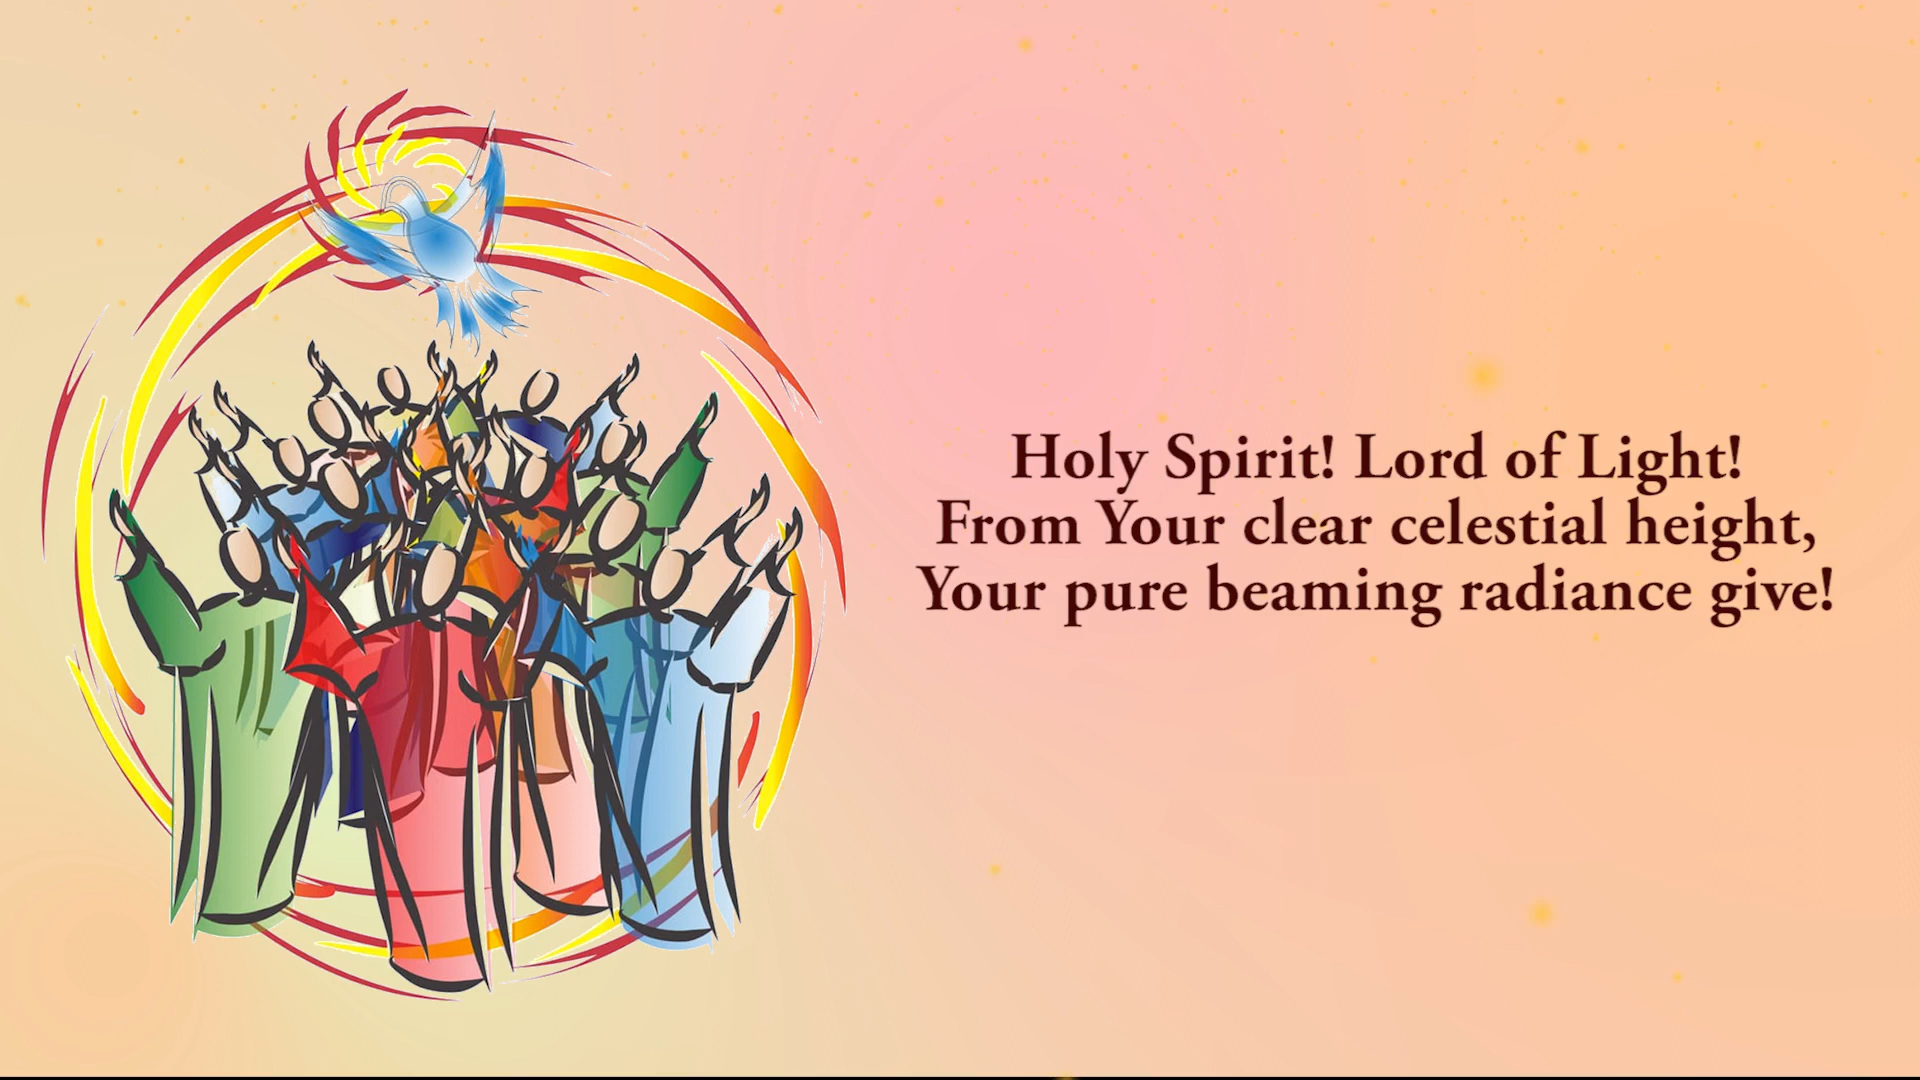 Holy Spirit! Lord of Light!
From Your clear celestial height,
Your pure beaming radiance give!